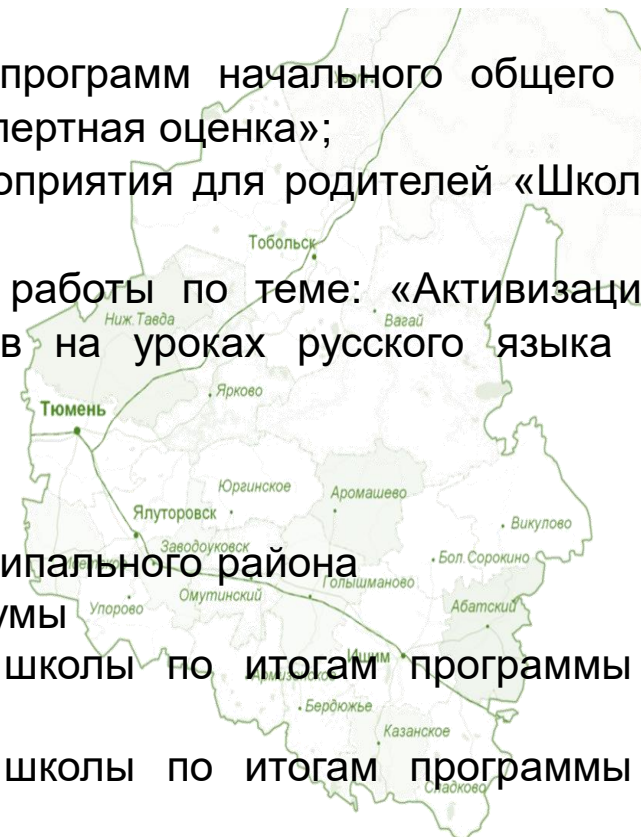 программ начального общего
пертная оценка»;
оприятия для родителей «Школ
Тобольск
работы по теме: «Активизаци
Ниж.Тавда
Вагай
в на уроках русского языка
Ярково
Тюмень
Юргинское
Аромашево
Ялуторовск
Викулово
Заводоуковск
Бол.Сорокино
ипального района
Голышманово
Омутинский
Абатский
Упорово
умы
школы по итогам программы
Ишим
Армизонское
Бердюжье
Казанское
школы по итогам программы
Сладково